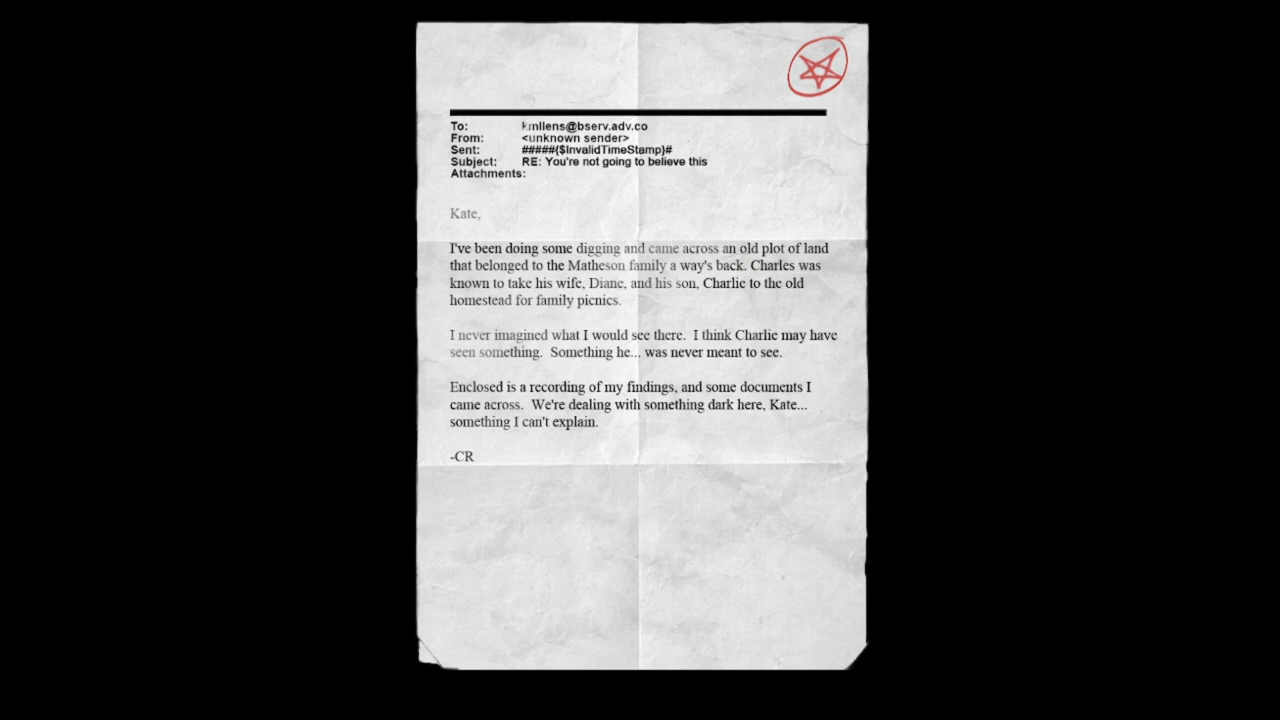 To: kmllens@bserv.adv.co
From: <unknown sender>
Sent: #####{$InvalidTimeStamp}#
Subject: RE: You're not going to believe this
Attachments:
Kate,
I've been doing some digging and came across an old plot of land
that belonged to the Matheson family a way's back. Charles was
known to take his wife, Diane, and his son, Charlie to the old
homestead for family picnics.
I never imagined what I would see there. I think Charlie may have
seen something. Something he... was never meant to see.
Enclosed is a recording of my findings, and some documents I
came across. We're dealing with something dark here, Kate...
something I can't explain.
-CR